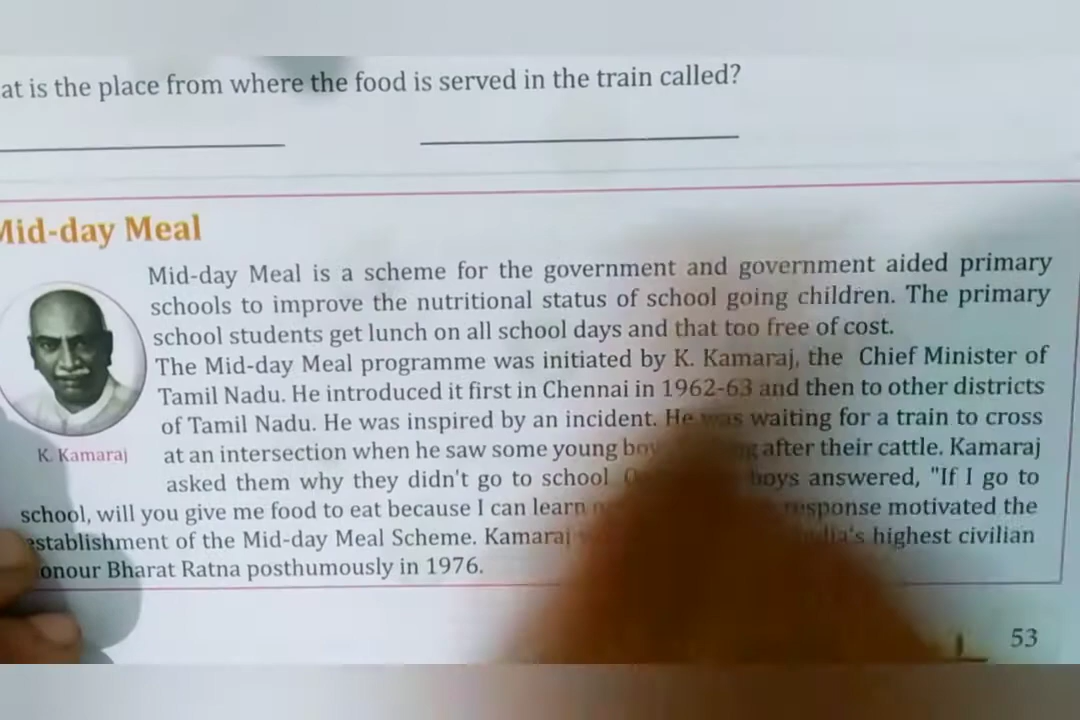 at is the place from where the food is served in the train called?
Mid-day Meal
Mid-day Meal is a scheme for the government and government aided primary
schools to improve the nutritional status of school going children. The primary
school students get lunch on all school days and that too free of cost.
The Mid-day Meal programme was initiated by K. Kamaraj, the Chief Minister of
Tamil Nadu. He introduced it first in Chennai in 1962-63 and then to other districts
of Tamil Nadu. He was inspired by an incident. He was waiting for a train to cross
at an intersection when he saw some young after their cattle. Kamaraj
K. Kamaraj
asked them why they didn't go to school boys answered, "If I go to
school, will you give me food to eat because I can learn response motivated the
establishment of the Mid-day Meal Scheme. Kamaraj highest civilian
onour Bharat Ratna posthumously in 1976.
53